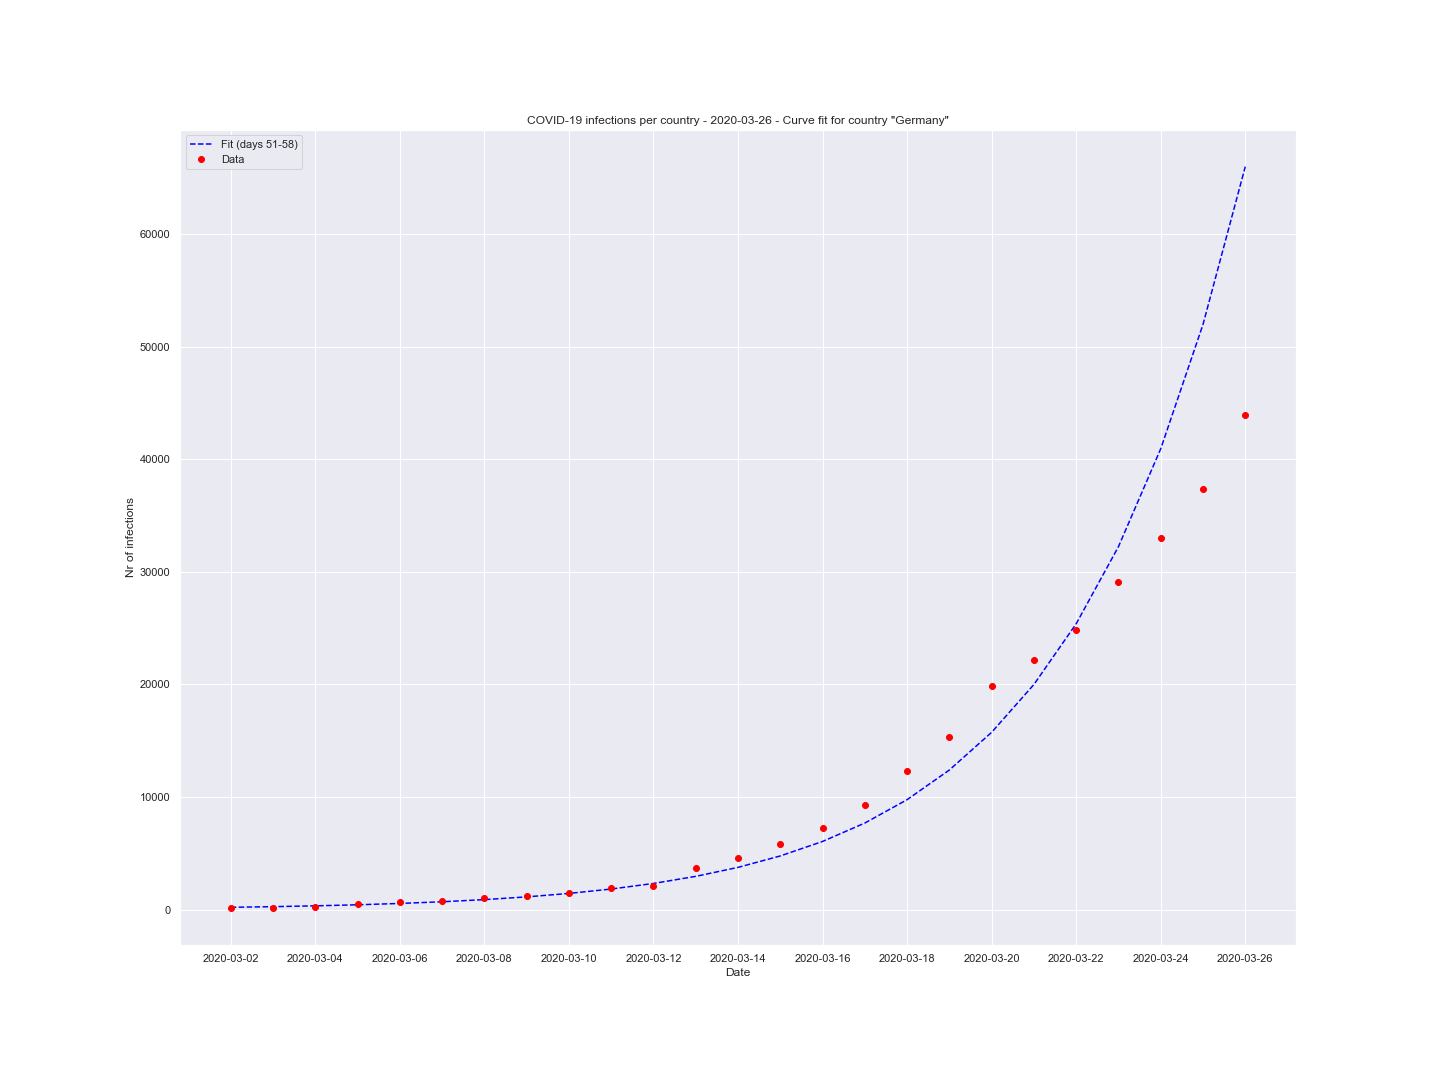 COVID-19 infections per country - 2020-03-26 - Curve fit for country "Germany"
Fit (days 51-58)
Data
60000
50000
40000
30000
20000
10000
0
Nr of infections
2020-03-02 2020-03-04 2020-03-06 2020-03-08 2020-03-10 2020-03-12 2020-03-14 2020-03-16 2020-03-18 2020-03-20 2020-03-22 2020-03-24 2020-03-26
Date